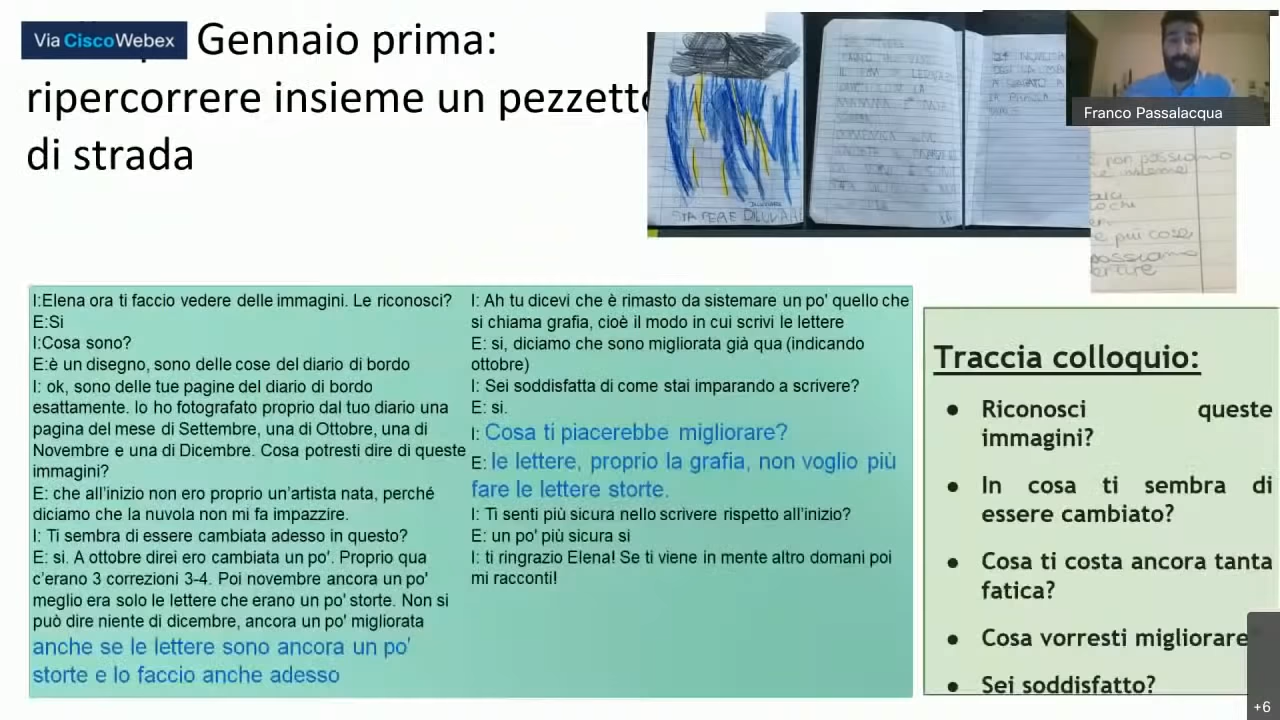 Via Cisco Webex
Gennaio prima:
ripercorrere insieme un pezzetto
di strada
Franco Passalacqua
STA PER E DILUVIAR
non possiamo
insieme
più cose
possiamo
I:Elena ora ti faccio vedere delle immagini. Le riconosci?
E:Si
I:Cosa sono?
E:è un disegno, sono delle cose del diario di bordo
I: ok, sono delle tue pagine del diario di bordo
esattamente. Io ho fotografato proprio dal tuo diario una
pagina del mese di Settembre, una di Ottobre, una di
Novembre e una di Dicembre. Cosa potresti dire di queste
immagini?
E: che all'inizio non ero proprio un'artista nata, perché
diciamo che la nuvola non mi fa impazzire.
I: Ti sembra di essere cambiata adesso in questo?
E: si. A ottobre direi ero cambiata un po'. Proprio qua
c'erano 3 correzioni 3-4. Poi novembre ancora un po'
meglio era solo le lettere che erano un po' storte. Non si
può dire niente di dicembre, ancora un po' migliorata
anche se le lettere sono ancora un po'
storte e lo faccio anche adesso
I: Ah tu dicevi che è rimasto da sistemare un po' quello che
si chiama grafia, cioè il modo in cui scrivi le lettere
E: si, diciamo che sono migliorata già qua (indicando
ottobre)
I: Sei soddisfatta di come stai imparando a scrivere?
E: si.
I: Cosa ti piacerebbe migliorare?
E: le lettere, proprio la grafia, non voglio più
fare le lettere storte.
I: Ti senti più sicura nello scrivere rispetto all'inizio?
E: un po' più sicura si
I: ti ringrazio Elena! Se ti viene in mente altro domani poi
mi racconti!
Traccia colloquio:
● Riconosci queste
immagini?
● In cosa ti sembra di
essere cambiato?
● Cosa ti costa ancora tanta
fatica?
● Cosa vorresti migliorare
● Sei soddisfatto?
+6